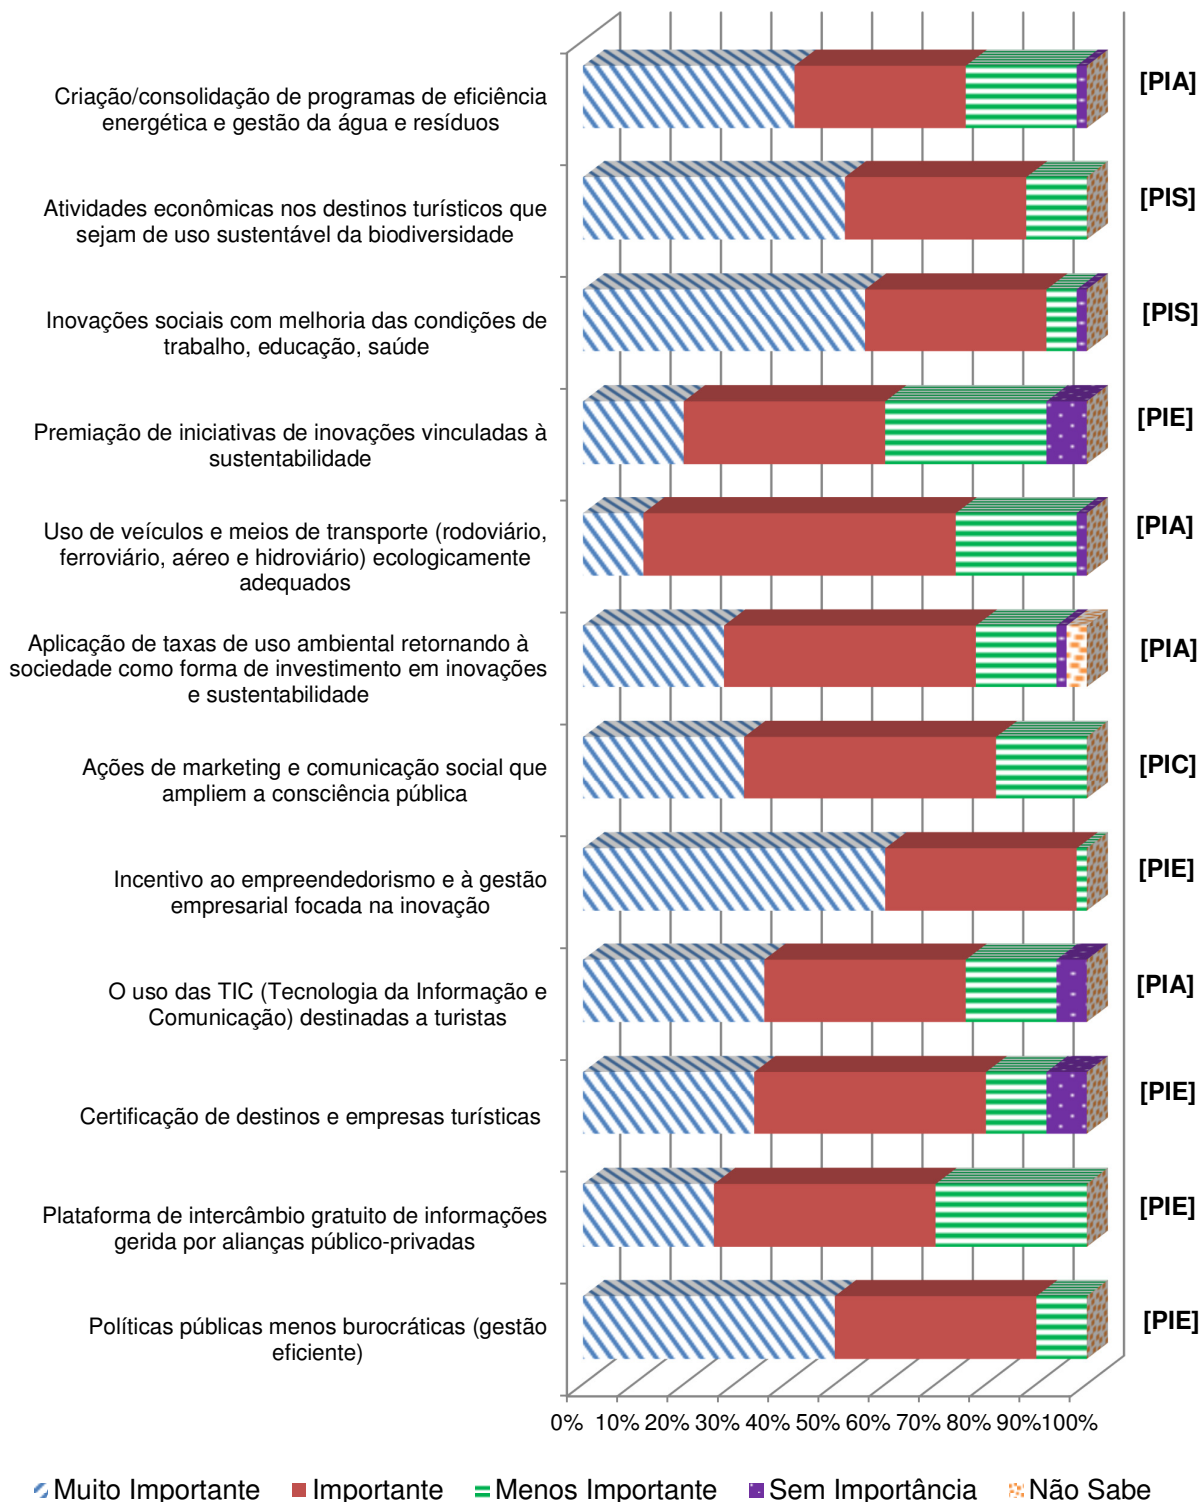 Criação/consolidação de programas de eficiência
energética e gestão da água e resíduos
[PIA]
Atividades econômicas nos destinos turísticos que
sejam de uso sustentável da biodiversidade
[PIS]
Inovações sociais com melhoria das condições de
trabalho, educação, saúde
[PIS]
Premiação de iniciativas de inovações vinculadas à
sustentabilidade
[PIE]
Uso de veículos e meios de transporte (rodoviário,
ferroviário, aéreo e hidroviário) ecologicamente
adequados
[PIA]
Aplicação de taxas de uso ambiental retornando à
sociedade como forma de investimento em inovações
e sustentabilidade
[PIA]
Ações de marketing e comunicação social que
ampliem a consciência pública
[PIC]
Incentivo ao empreendedorismo e à gestão
empresarial focada na inovação
[PIE]
O uso das TIC (Tecnologia da Informação e
Comunicação) destinadas a turistas
[PIA]
Certificação de destinos e empresas turísticas
[PIE]
Plataforma de intercâmbio gratuito de informações
gerida por alianças público-privadas
[PIE]
Políticas públicas menos burocráticas (gestão
eficiente)
[PIE]
0% 10% 20% 30% 40% 50% 60% 70% 80% 90% 100%
Muito Importante Importante Menos Importante Sem Importância Não Sabe